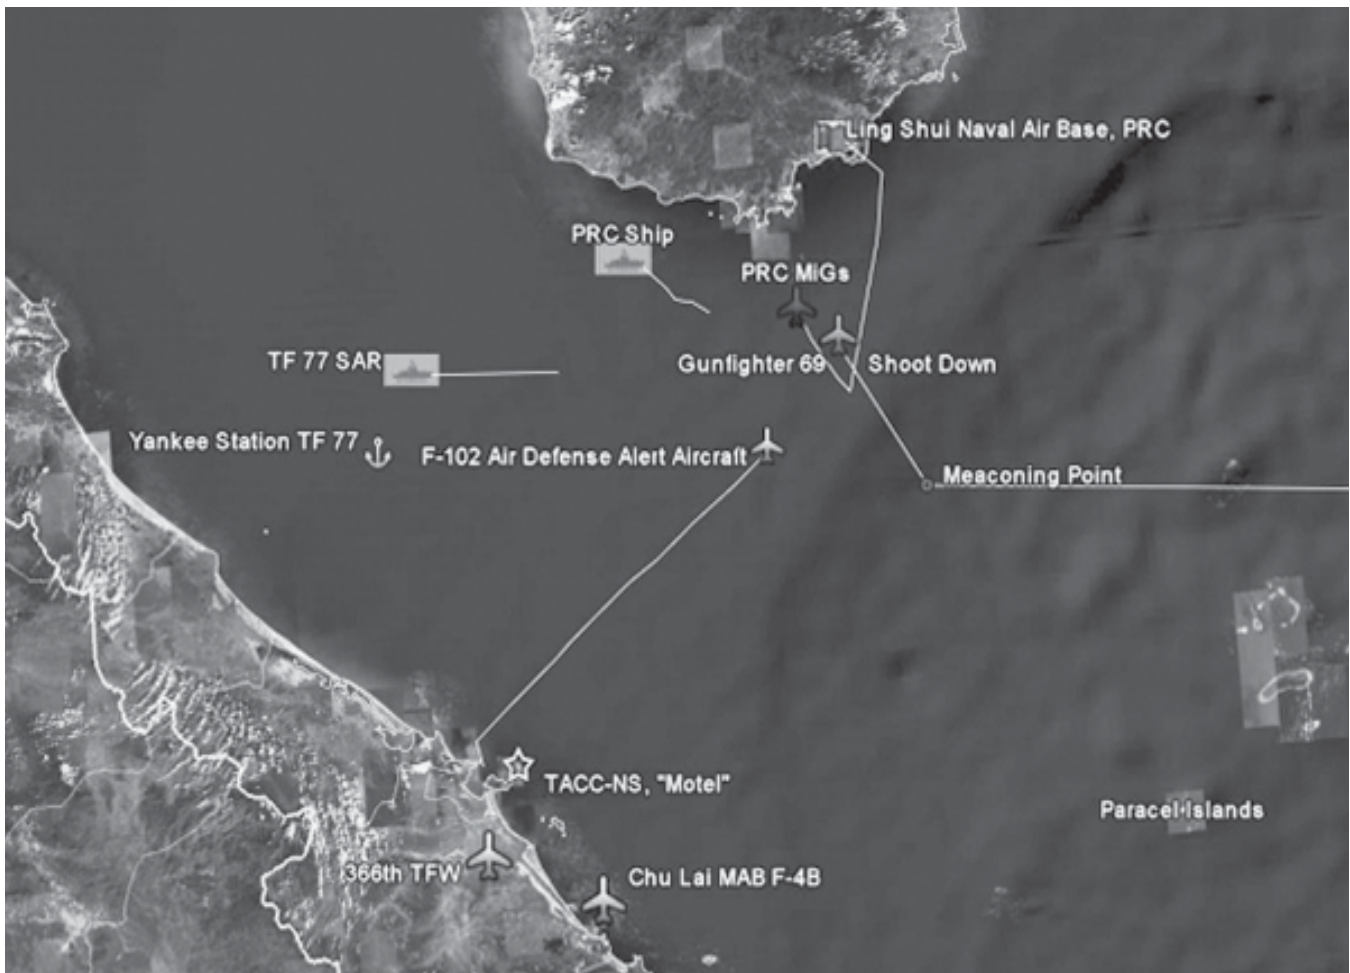 Ling Shui Naval Air Base, PRC
PRC Ship
PRC MiGs
TF 77 SAR
Gunfighter 69
Shoot Down
Yankee Station TF 77
F-102 Air Defense Alert Aircraft
Meaconing Point
TACC-NS, "Motel"
Paracel Islands
366th TFW
Chu Lai MAB F-4B